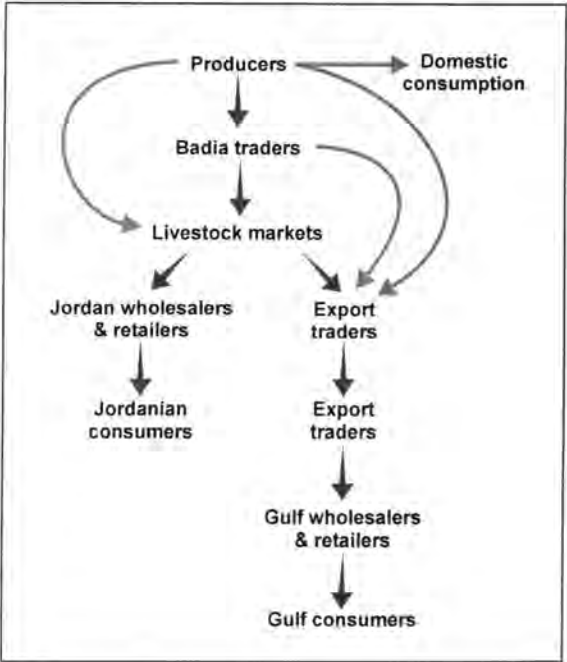 Producers
Domestic
consumption
Badia traders
Livestock markets
Jordan wholesalers
& retailers
Export
traders
Jordanian
consumers
Export
traders
Gulf wholesalers
& retailers
Gulf consumers